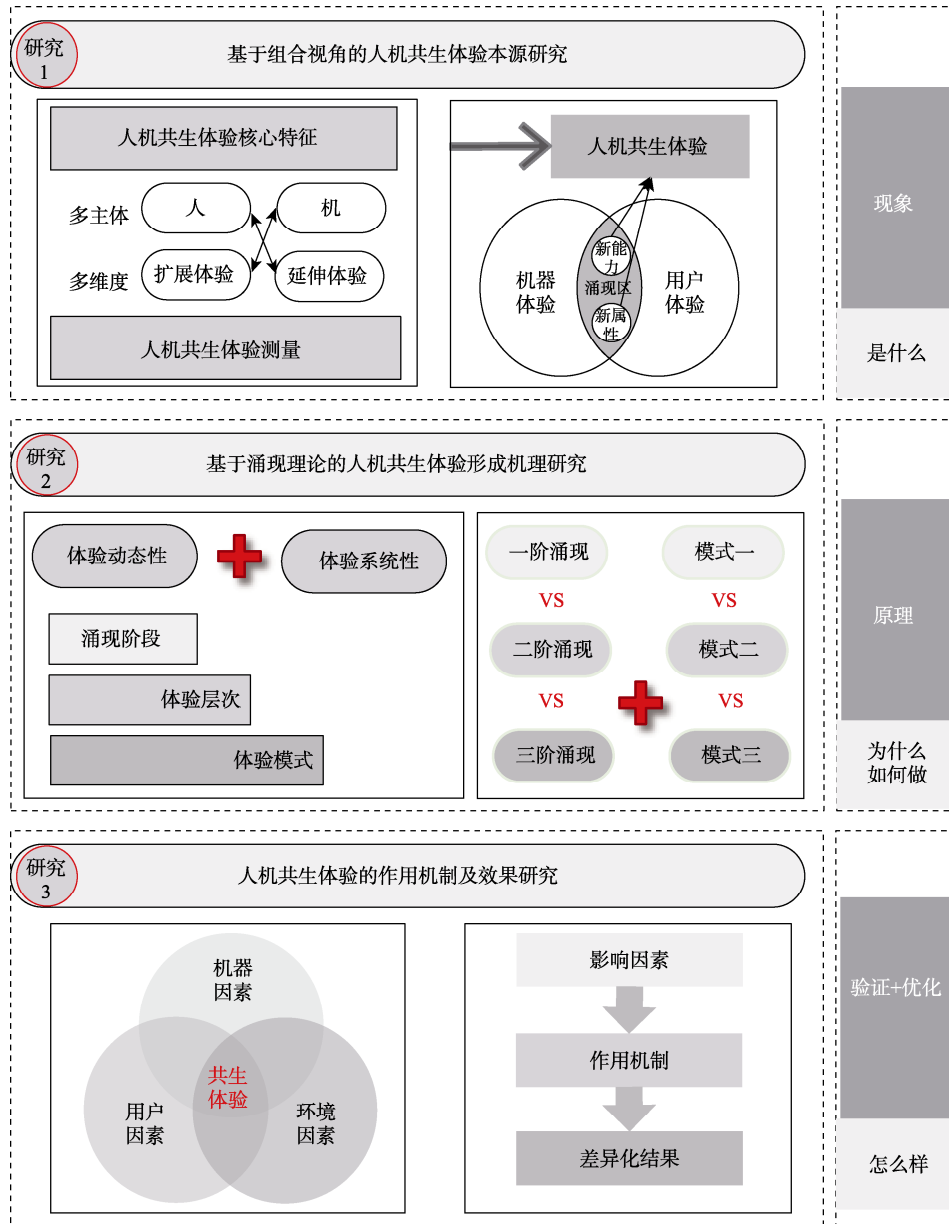 研究
1
基于组合视角的人机共生体验本源研究
人机共生体验核心特征
多主体
人
机
多维度
扩展体验
延伸体验
人机共生体验测量
人机共生体验
机器
体验
新能
力
涌现区
新属
性
用户
体验
现象
是什么
研究
2
基于涌现理论的人机共生体验形成机理研究
体验动态性
体验系统性
涌现阶段
体验层次
体验模式
一阶涌现
模式一
VS
VS
二阶涌现
模式二
VS
VS
三阶涌现
模式三
原理
为什么
如何做
研究
3
人机共生体验的作用机制及效果研究
机器
因素
共生
体验
用户
因素
环境
因素
影响因素
作用机制
差异化结果
验证+优化
怎么样